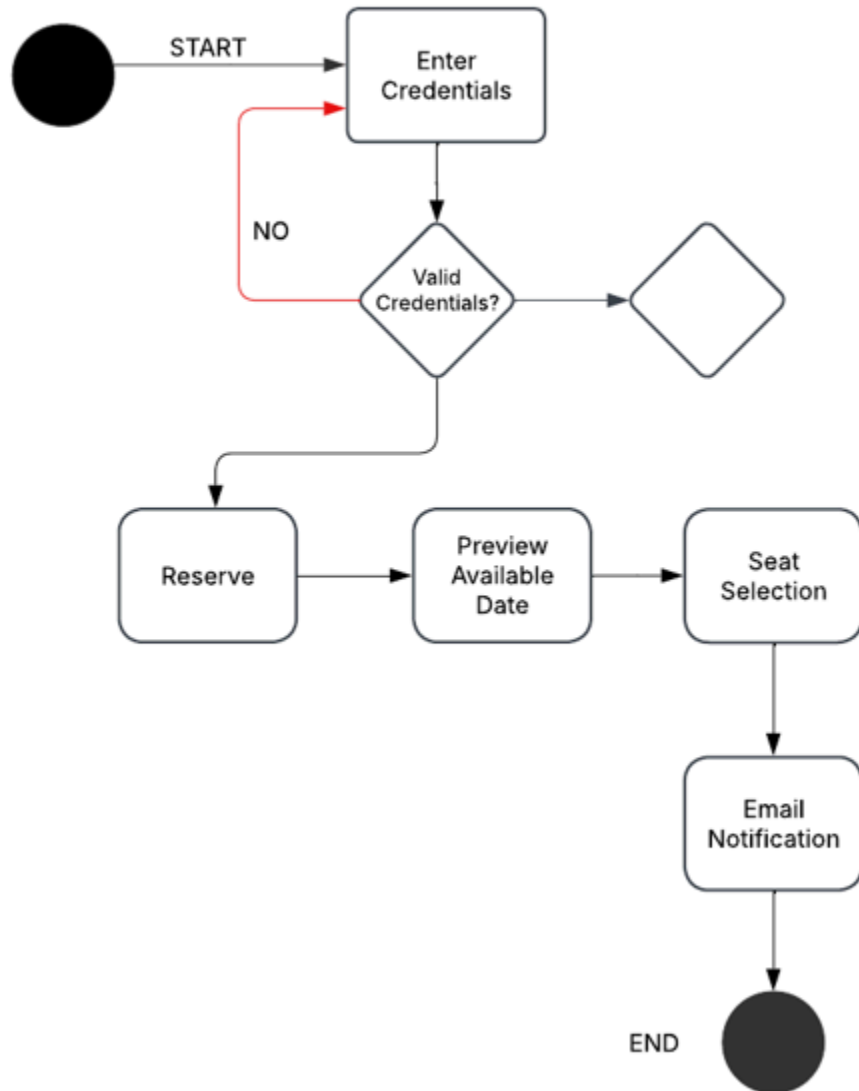 START
Enter
Credentials
NO
Valid
Credentials?
Reserve
Preview
Available
Date
Seat
Selection
Email
Notification
END